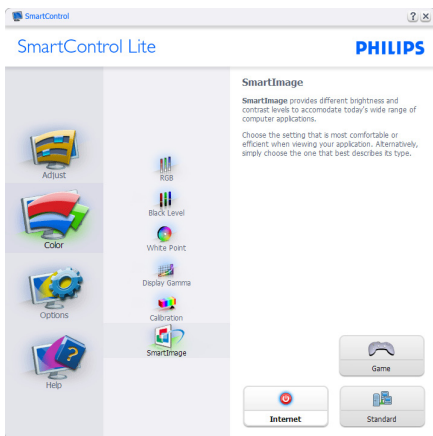 SmartControl
SmartControl Lite
PHILIPS
Adjust
Color
Options
Help
RGB
Black Level
White Point
Display Gamma
Calibration
SmartImage
SmartImage
SmartImage provides different brightness and
contrast levels to accomodate today's wide range of
computer applications.
Choose the setting that is most comfortable or
efficient when viewing your application. Alternatively,
simply choose the one that best describes its type.
Game
Internet
Standard